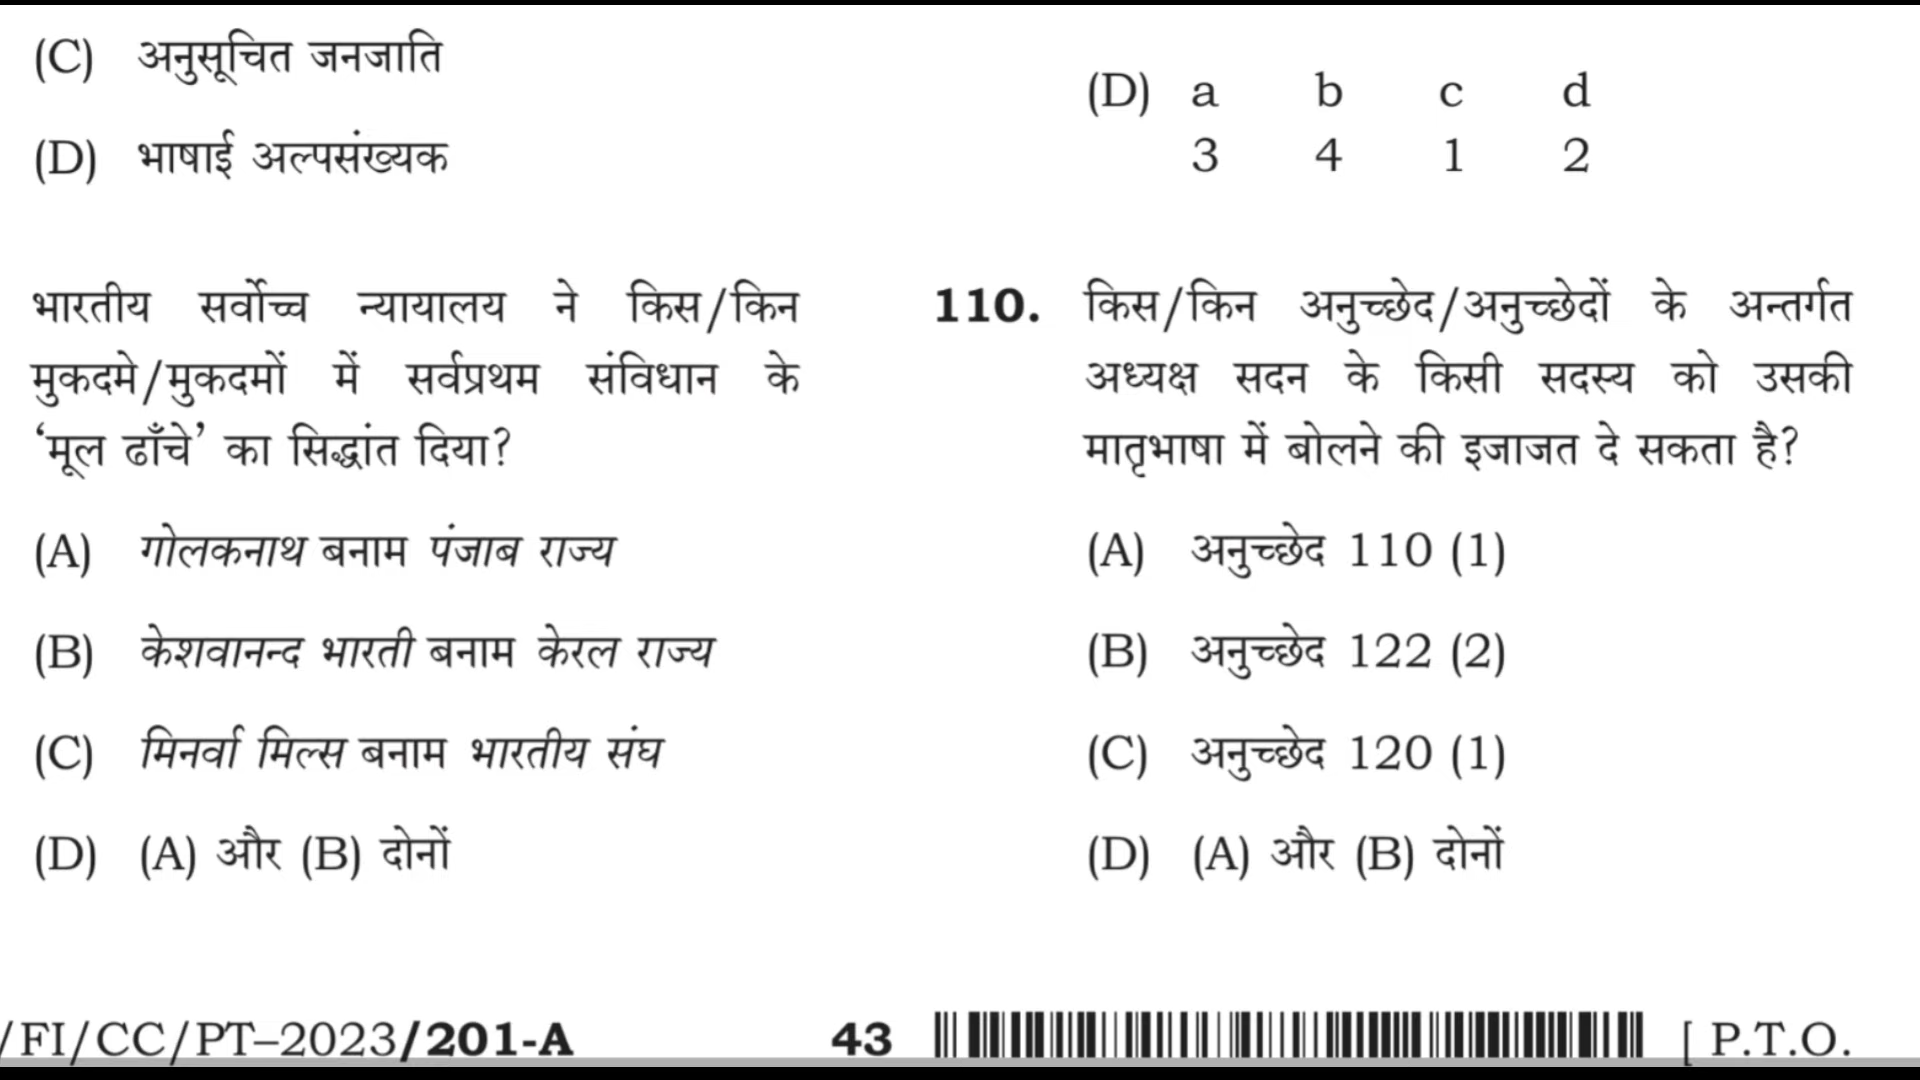 (C) अनुसूचित जनजाति
(D) भाषाई अल्पसंख्यक
भारतीय सर्वोच्च न्यायालय ने किस/किन
मुकदमे/मुकदमों में सर्वप्रथम संविधान के
‘मूल ढाँचे’ का सिद्धांत दिया?
(A) गोलकनाथ बनाम पंजाब राज्य
(B) केशवानन्द भारती बनाम केरल राज्य
(C) मिनर्वा मिल्स बनाम भारतीय संघ
(D) (A) और (B) दोनों
(D) a b c d
3 4 1 2
110. किस/किन अनुच्छेद/अनुच्छेदों के अन्तर्गत
अध्यक्ष सदन के किसी सदस्य को उसकी
मातृभाषा में बोलने की इजाजत दे सकता है?
(A) अनुच्छेद 110 (1)
(B) अनुच्छेद 122 (2)
(C) अनुच्छेद 120 (1)
(D) (A) और (B) दोनों
/FI/CC/PT–2023/201-A 43 [ P.T.O.